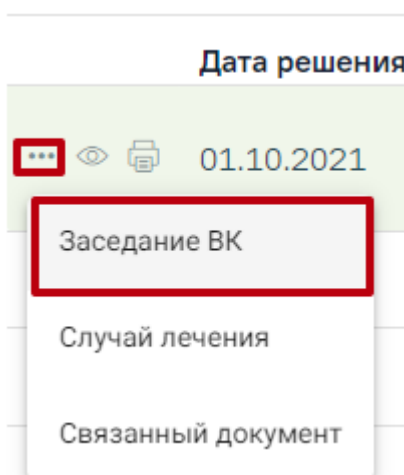 Дата решения
01.10.2021
Заседание ВК
Случай лечения
Связанный документ